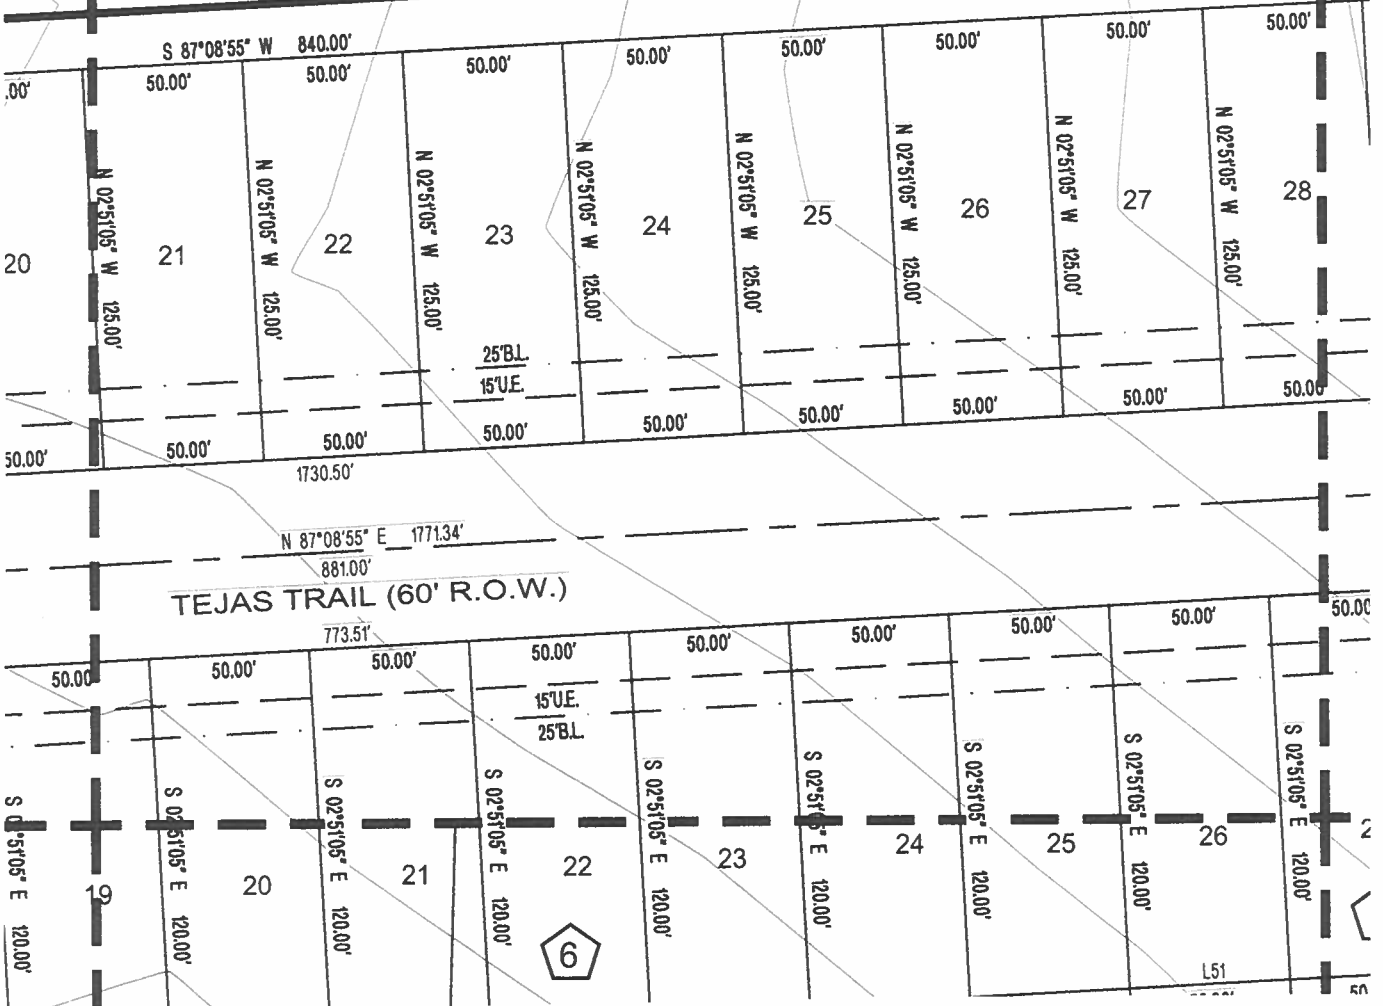 S 87°08'55" W 840.00'
.00' 50.00' 50.00' 50.00' 50.00' 50.00' 50.00' 50.00' 50.00'
N 02°51'05" W 125.00'
N 02°51'05" W 125.00'
N 02°51'05" W 125.00'
N 02°51'05" W 125.00'
N 02°51'05" W 125.00'
N 02°51'05" W 125.00'
N 02°51'05" W 125.00'
N 02°51'05" W 125.00'
20 21 22 23 24 25 26 27 28
25'B.L.
15'U.E.
50.00' 50.00' 50.00' 50.00' 50.00' 50.00' 50.00' 50.00' 50.00
1730.50'
N 87°08'55" E 1771.34'
881.00'
TEJAS TRAIL (60' R.O.W.)
773.51'
50.00 50.00' 50.00' 50.00' 50.00' 50.00' 50.00' 50.00' 50.00
15'U.E.
25'B.L.
S 02°51'05" E 120.00'
S 02°51'05" E 120.00'
S 02°51'05" E 120.00'
S 02°51'05" E 120.00'
S 02°51'05" E 120.00'
S 02°51'05" E 120.00'
S 02°51'05" E 120.00'
S 02°51'05" E 120.00'
S 02°51'05" E 120.00'
19 20 21 22 23 24 25 26 2
6
L51
50